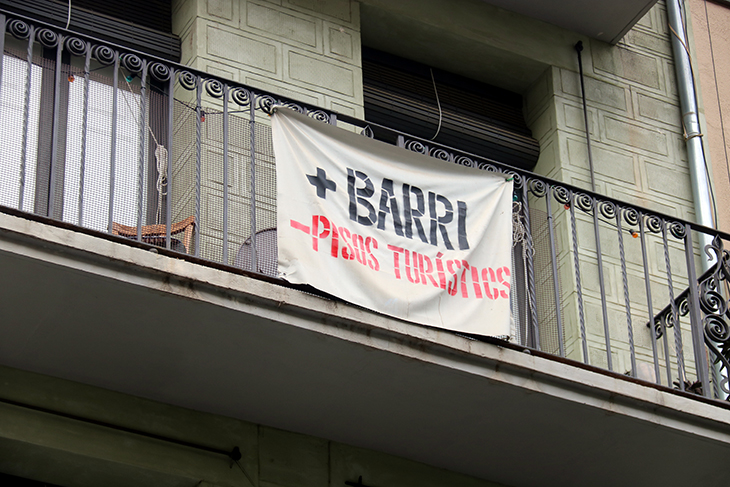 + BARRI
- PISOS TURÍSTICS